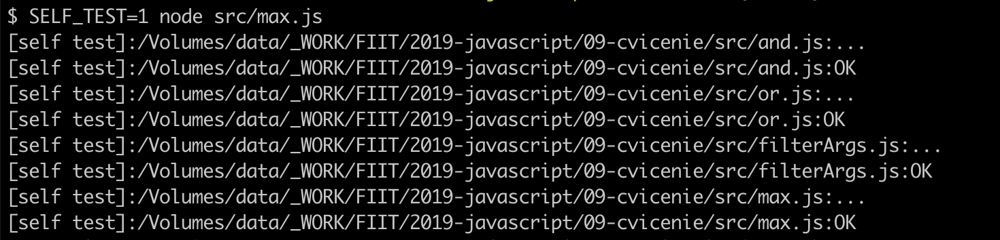 $ SELF_TEST=1 node src/max.js
[self test]:/Volumes/data/_WORK/FIIT/2019-javascript/09-cvicenie/src/and.js:...
[self test]:/Volumes/data/_WORK/FIIT/2019-javascript/09-cvicenie/src/and.js:OK
[self test]:/Volumes/data/_WORK/FIIT/2019-javascript/09-cvicenie/src/or.js:...
[self test]:/Volumes/data/_WORK/FIIT/2019-javascript/09-cvicenie/src/or.js:OK
[self test]:/Volumes/data/_WORK/FIIT/2019-javascript/09-cvicenie/src/filterArgs.js:...
[self test]:/Volumes/data/_WORK/FIIT/2019-javascript/09-cvicenie/src/filterArgs.js:OK
[self test]:/Volumes/data/_WORK/FIIT/2019-javascript/09-cvicenie/src/max.js:...
[self test]:/Volumes/data/_WORK/FIIT/2019-javascript/09-cvicenie/src/max.js:OK